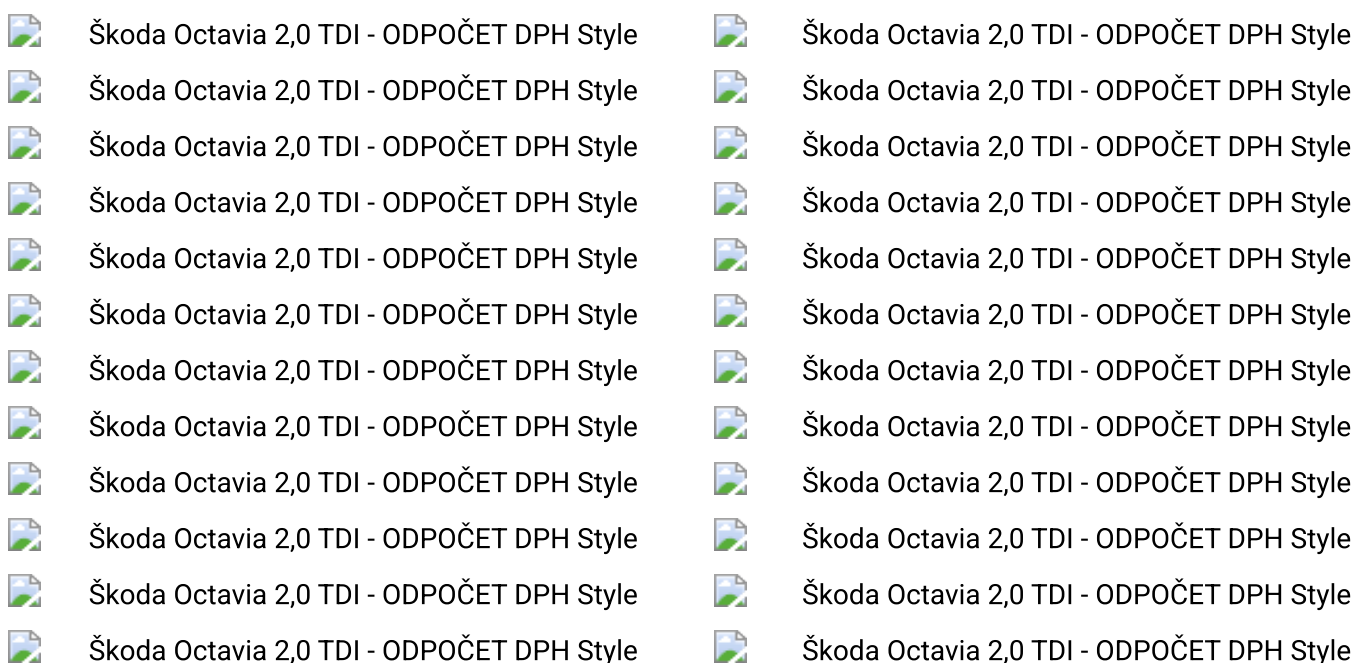 Škoda Octavia 2,0 TDI - ODPOČET DPH Style Škoda Octavia 2,0 TDI - ODPOČET DPH Style
Škoda Octavia 2,0 TDI - ODPOČET DPH Style Škoda Octavia 2,0 TDI - ODPOČET DPH Style
Škoda Octavia 2,0 TDI - ODPOČET DPH Style Škoda Octavia 2,0 TDI - ODPOČET DPH Style
Škoda Octavia 2,0 TDI - ODPOČET DPH Style Škoda Octavia 2,0 TDI - ODPOČET DPH Style
Škoda Octavia 2,0 TDI - ODPOČET DPH Style Škoda Octavia 2,0 TDI - ODPOČET DPH Style
Škoda Octavia 2,0 TDI - ODPOČET DPH Style Škoda Octavia 2,0 TDI - ODPOČET DPH Style
Škoda Octavia 2,0 TDI - ODPOČET DPH Style Škoda Octavia 2,0 TDI - ODPOČET DPH Style
Škoda Octavia 2,0 TDI - ODPOČET DPH Style Škoda Octavia 2,0 TDI - ODPOČET DPH Style
Škoda Octavia 2,0 TDI - ODPOČET DPH Style Škoda Octavia 2,0 TDI - ODPOČET DPH Style
Škoda Octavia 2,0 TDI - ODPOČET DPH Style Škoda Octavia 2,0 TDI - ODPOČET DPH Style
Škoda Octavia 2,0 TDI - ODPOČET DPH Style Škoda Octavia 2,0 TDI - ODPOČET DPH Style
Škoda Octavia 2,0 TDI - ODPOČET DPH Style Škoda Octavia 2,0 TDI - ODPOČET DPH Style